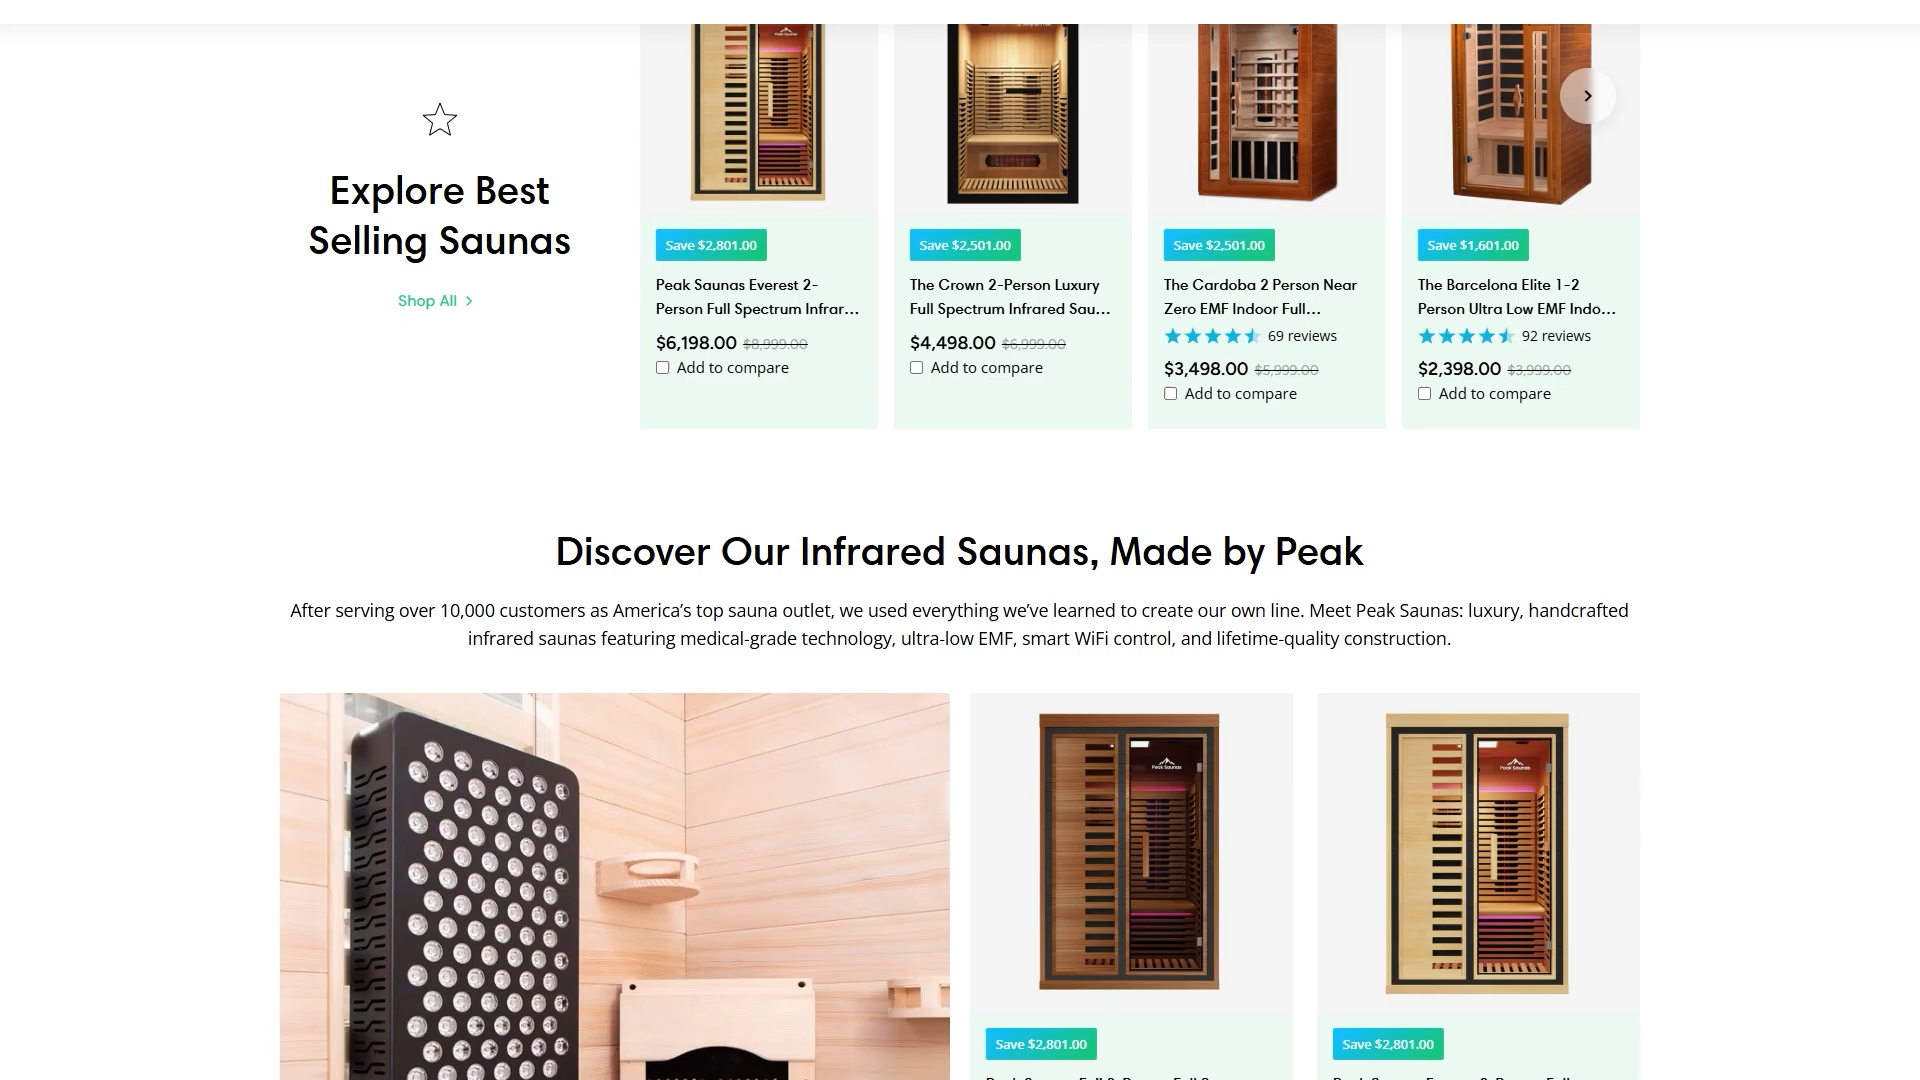 Explore Best
Selling Saunas
Shop All
Save $2,801.00
Peak Saunas Everest 2-
Person Full Spectrum Infrar...
$6,198.00 $8,999.00
Add to compare
Save $2,501.00
The Crown 2-Person Luxury
Full Spectrum Infrared Sau...
$4,498.00 $6,999.00
Add to compare
Save $2,501.00
The Cardoba 2 Person Near
Zero EMF Indoor Full...
69 reviews
$3,498.00 $5,999.00
Add to compare
Save $1,601.00
The Barcelona Elite 1-2
Person Ultra Low EMF Indo...
92 reviews
$2,398.00 $3,999.00
Add to compare
Discover Our Infrared Saunas, Made by Peak
After serving over 10,000 customers as America’s top sauna outlet, we used everything we’ve learned to create our own line. Meet Peak Saunas: luxury, handcrafted
infrared saunas featuring medical-grade technology, ultra-low EMF, smart WiFi control, and lifetime-quality construction.
Peak Saunas
Peak Saunas
Save $2,801.00
Save $2,801.00